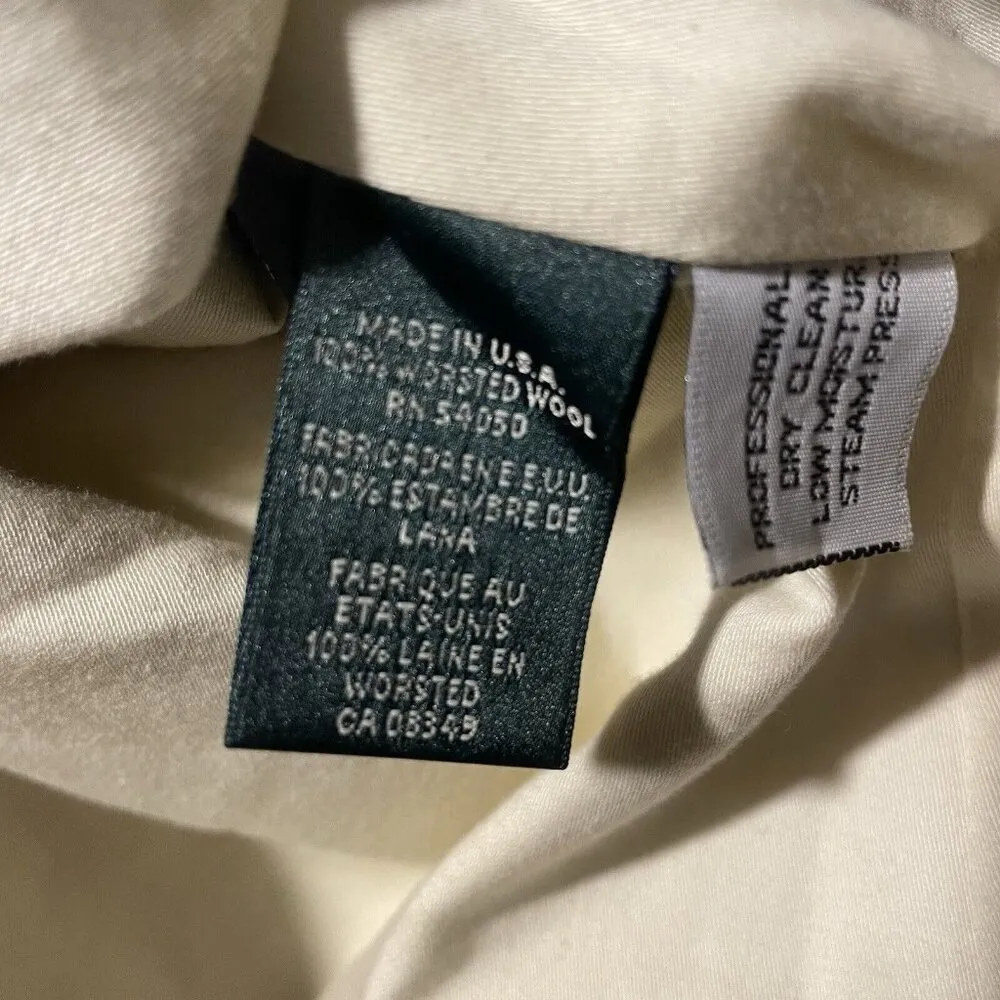 MADE IN U.S.A.
100% WORSTED WOOL
RN 54050
FABRICADA EN E.U.U.
100% ESTAMBRE DE
LANA
FABRIQUE AU
ETATS-UNIS
100% LAINE EN
WORSTED
CA 08349
PROFESSIONAL
DRY CLEAN
LOW MOISTUR
STEAM PRESS